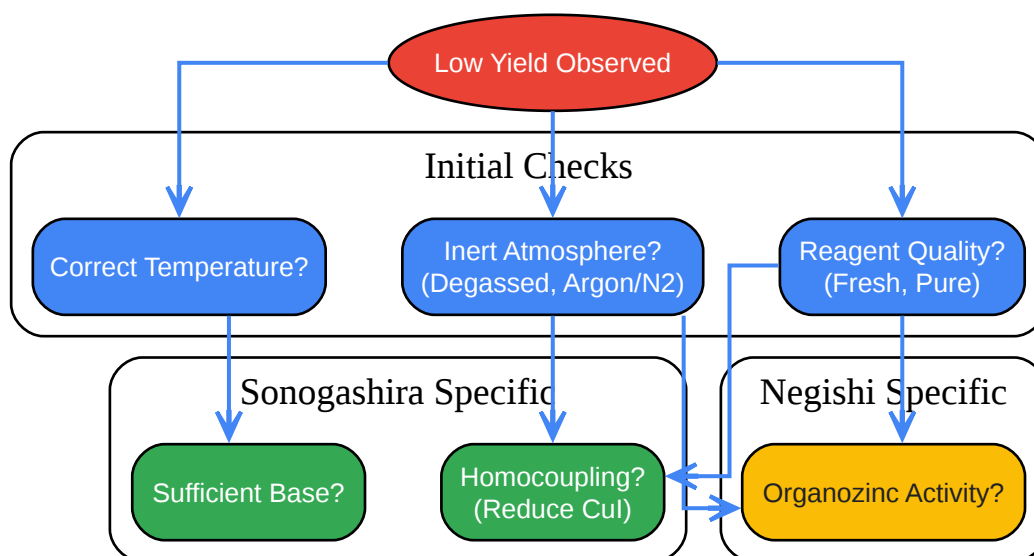 Low Yield Observed
Initial Checks
Correct Temperature?
Inert Atmosphere?
(Degassed, Argon/N2)
Reagent Quality?
(Fresh, Pure)
Sonogashira Specific
Negishi Specific
Sufficient Base?
Homocoupling?
(Reduce CuI)
Organozinc Activity?